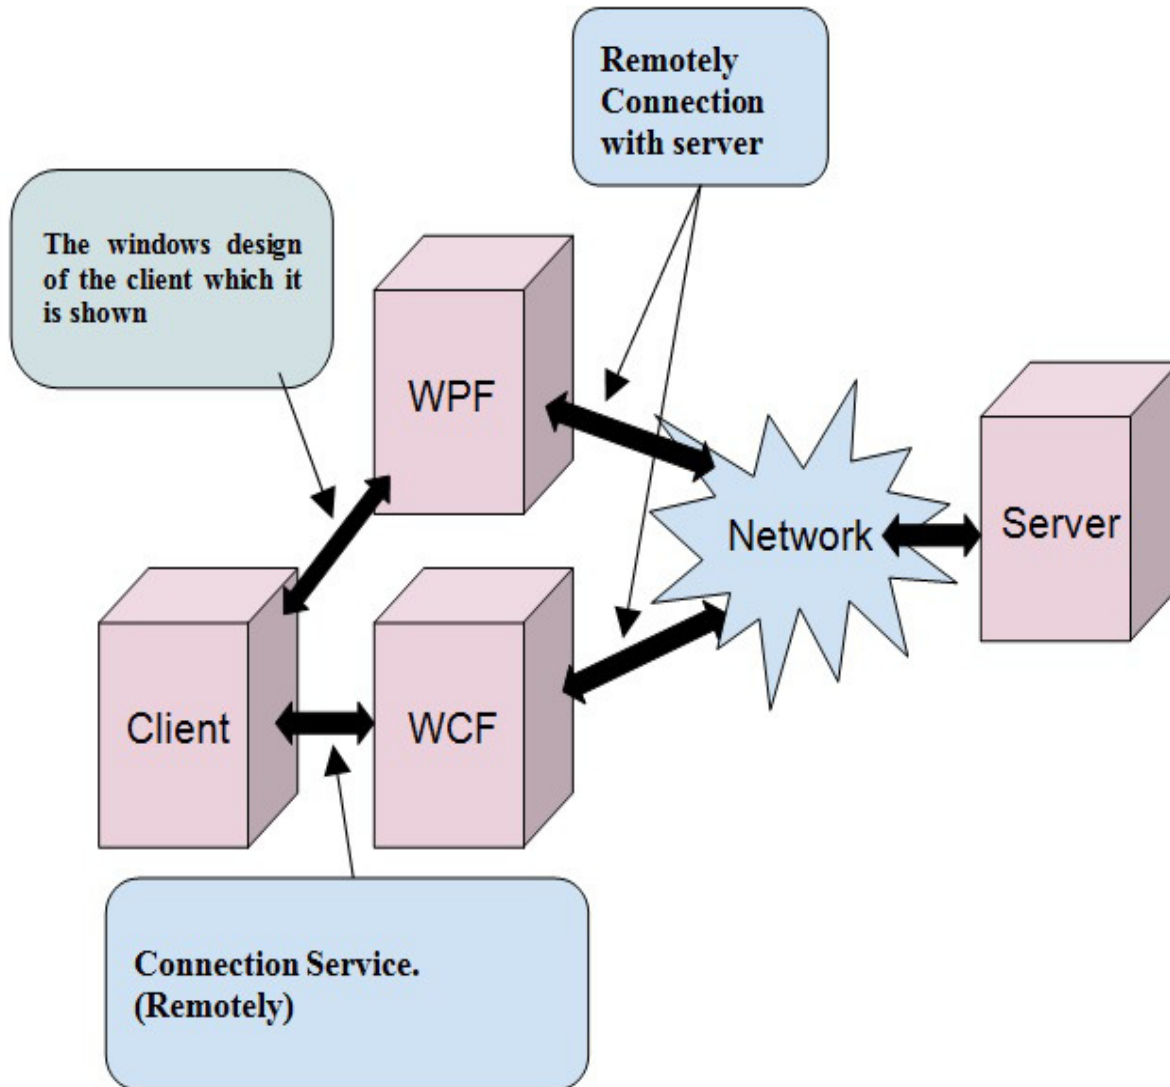 Remotely
Connection
with server
The windows design
of the client which it
is shown
WPF
Network
Server
Client
WCF
Connection Service.
(Remotely)